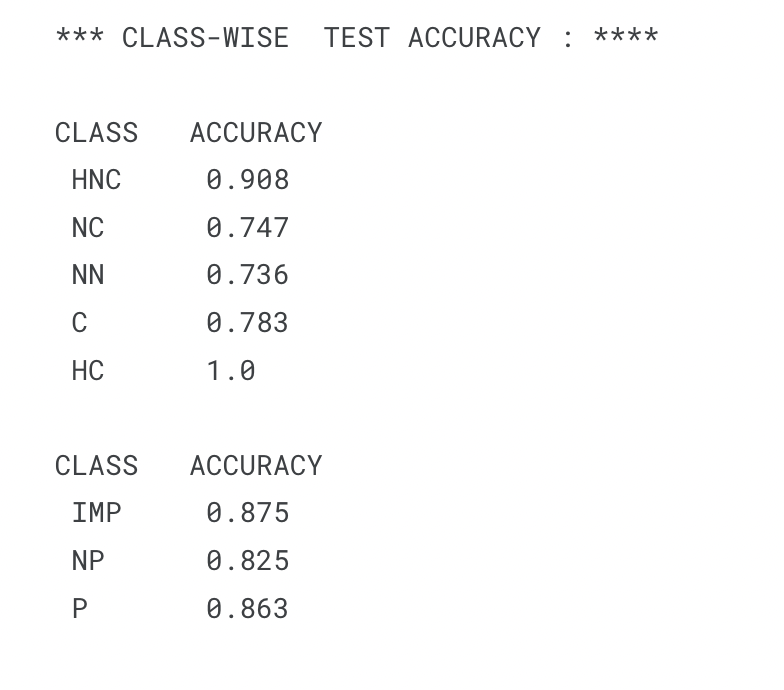 *** CLASS-WISE  TEST ACCURACY : ****
CLASS   ACCURACY
HNC     0.908
NC      0.747
NN      0.736
C       0.783
HC      1.0
CLASS   ACCURACY
IMP     0.875
NP      0.825
P       0.863